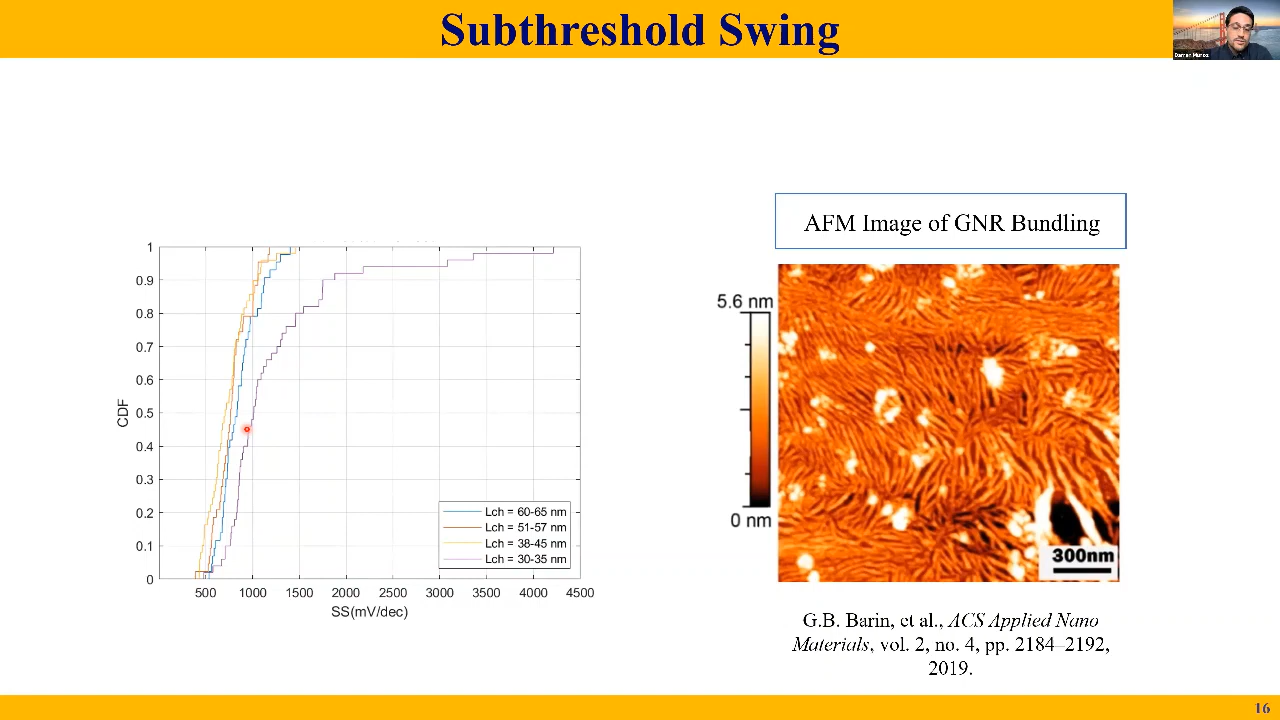 Subthreshold Swing
AFM Image of GNR Bundling
1
0.9
0.8
0.7
0.6
0.5
0.4
0.3
0.2
0.1
0
CDF
500 1000 1500 2000 2500 3000 3500 4000 4500
SS(mV/dec)
Lch = 60-65 nm
Lch = 51-57 nm
Lch = 38-45 nm
Lch = 30-35 nm
5.6 nm
0 nm
300nm
G.B. Barin, et al., ACS Applied Nano
Materials, vol. 2, no. 4, pp. 2184–2192,
2019.
16